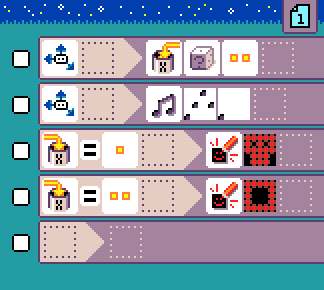 1
X
= X
= X